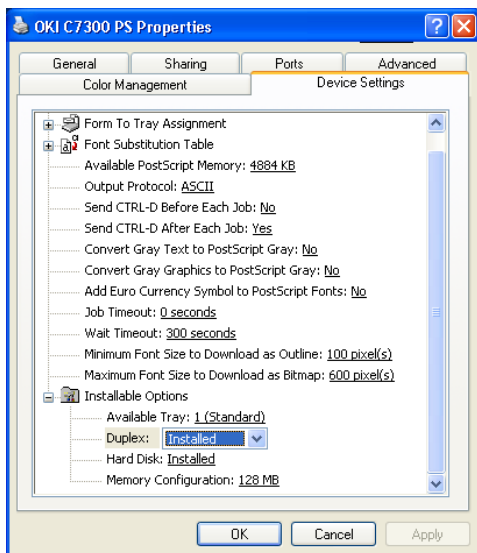 OKI C7300 PS Properties
General Sharing Ports Advanced
Color Management Device Settings
Form To Tray Assignment
Font Substitution Table
Available PostScript Memory: 4884 KB
Output Protocol: ASCII
Send CTRL-D Before Each Job: No
Send CTRL-D After Each Job: Yes
Convert Gray Text to PostScript Gray: No
Convert Gray Graphics to PostScript Gray: No
Add Euro Currency Symbol to PostScript Fonts: No
Job Timeout: 0 seconds
Wait Timeout: 300 seconds
Minimum Font Size to Download as Outline: 100 pixel(s)
Maximum Font Size to Download as Bitmap: 600 pixel(s)
Installable Options
Available Tray: 1 (Standard)
Duplex: Installed
Hard Disk: Installed
Memory Configuration: 128 MB
OK Cancel Apply